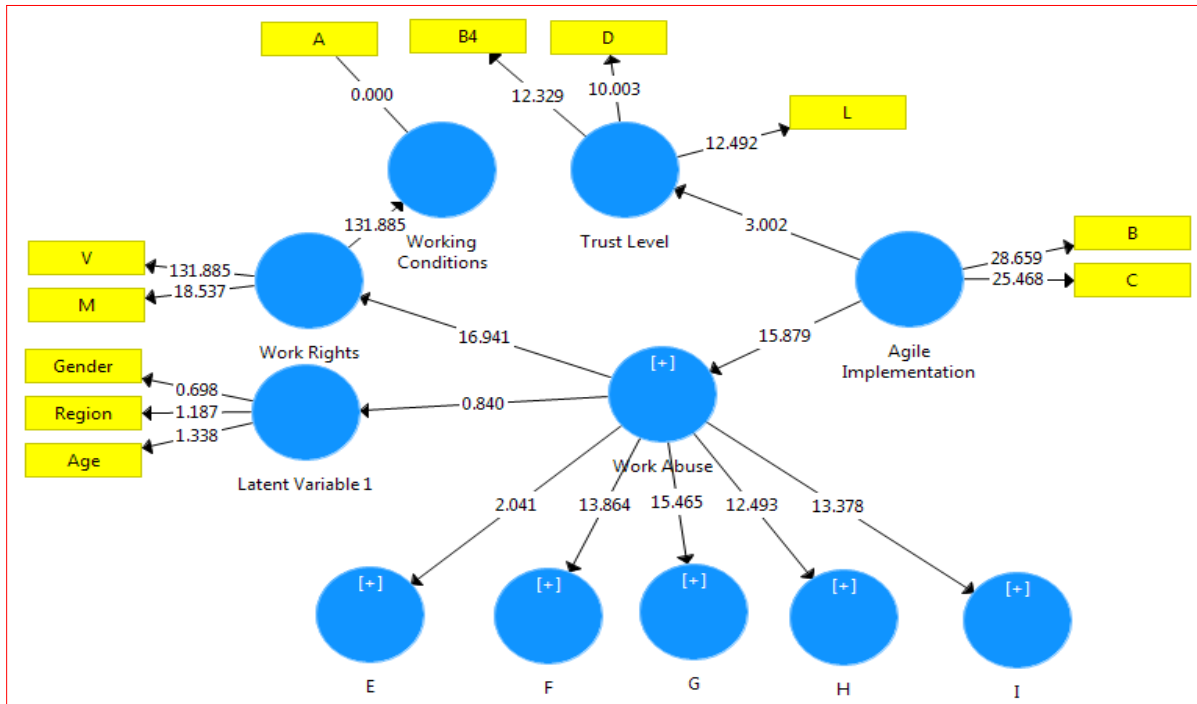 A
B4
D
0.000
12.329
10.003
L
12.492
131.885
Working
Conditions
Trust Level
3.002
B
28.659
25.468
C
V
131.885
M
18.537
Work Rights
16.941
15.879
Agile
Implementation
[+]
Gender
0.698
Region
1.187
0.840
Age
1.338
Latent Variable 1
Work Abuse
2.041
13.864
15.465
12.493
13.378
[+]
[+]
[+]
[+]
[+]
E
F
G
H
I